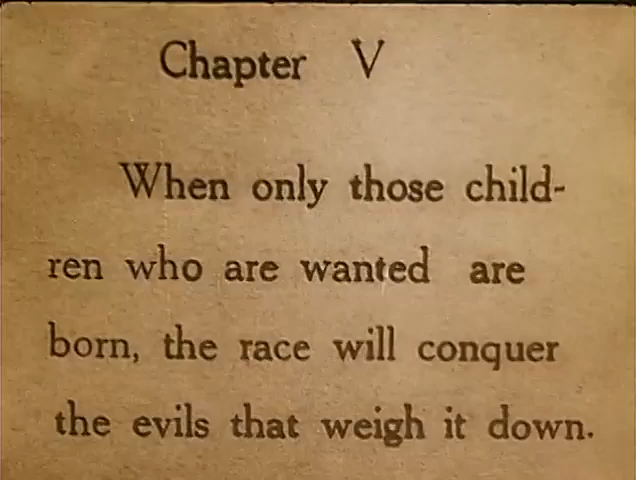 Chapter V
When only those child-
ren who are wanted are
born, the race will conquer
the evils that weigh it down.